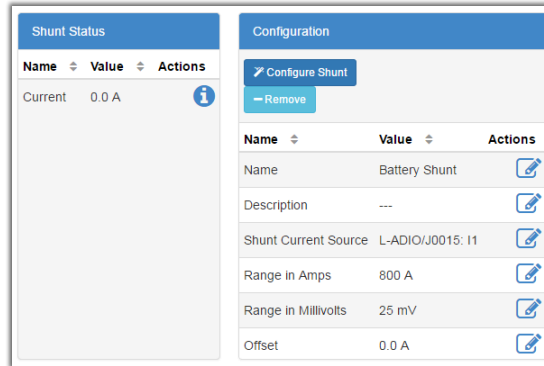 Shunt Status
Name Value Actions
Current 0.0 A
Configuration
Configure Shunt
Remove
Name Value Actions
Name Battery Shunt
Description ---
Shunt Current Source L-ADIO/J0015: I1
Range in Amps 800 A
Range in Millivolts 25 mV
Offset 0.0 A